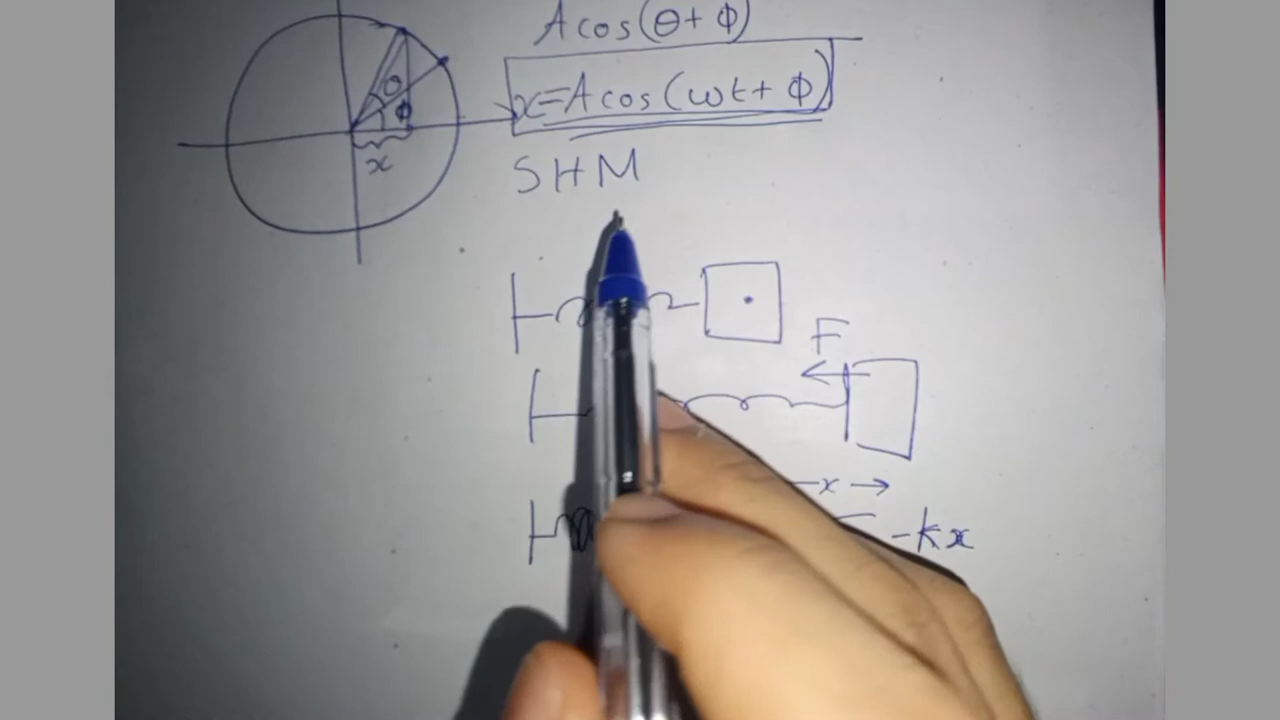 Acos(θ+ φ)
x=Acos(ωt+ φ)
θ
φ
x
SHM
F
x
-kx